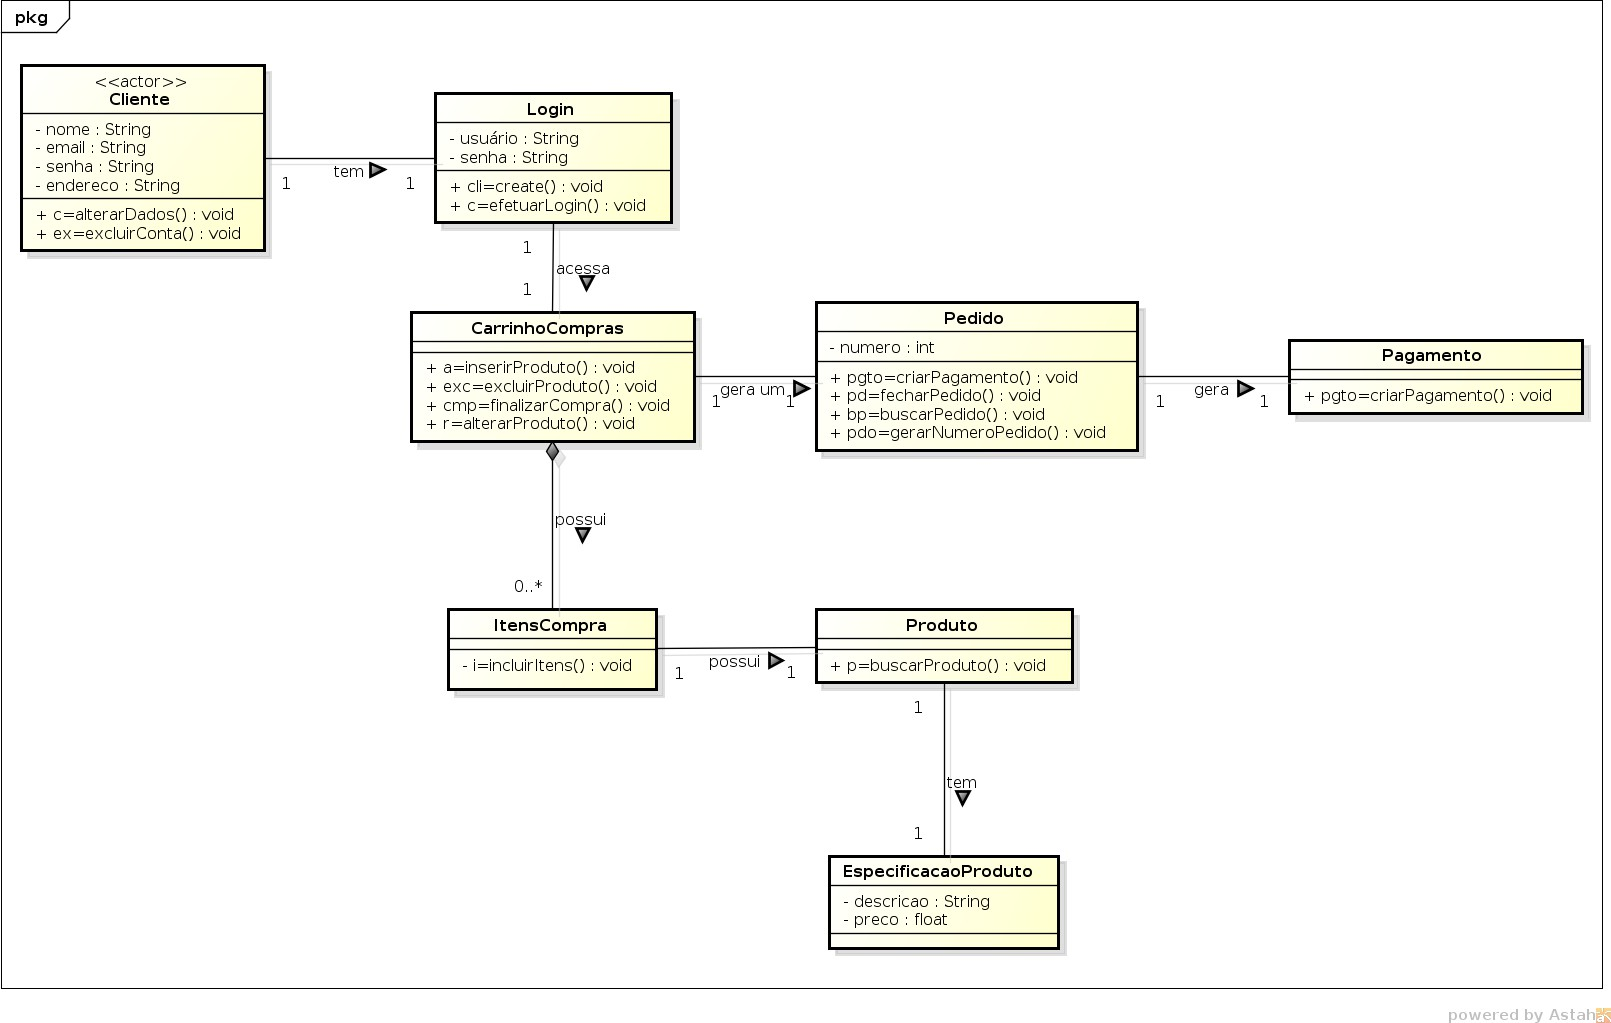 pkg
<<actor>>
Cliente
- nome : String
- email : String
- senha : String
- endereco : String
+ c=alterarDados() : void
+ ex=excluirConta() : void
1
tem
1
Login
- usuário : String
- senha : String
+ cli=create() : void
+ c=efetuarLogin() : void
1
acessa
1
CarrinhoCompras
+ a=inserirProduto() : void
+ exc=excluirProduto() : void
+ cmp=finalizarCompra() : void
+ r=alterarProduto() : void
1
gera um
1
Pedido
- numero : int
+ pgto=criarPagamento() : void
+ pd=fecharPedido() : void
+ bp=buscarPedido() : void
+ pdo=gerarNumeroPedido() : void
1
gera
1
Pagamento
+ pgto=criarPagamento() : void
possui
0..*
ItensCompra
- i=incluirItens() : void
1
possui
1
Produto
+ p=buscarProduto() : void
1
tem
1
EspecificacaoProduto
- descricao : String
- preco : float
powered by Astah